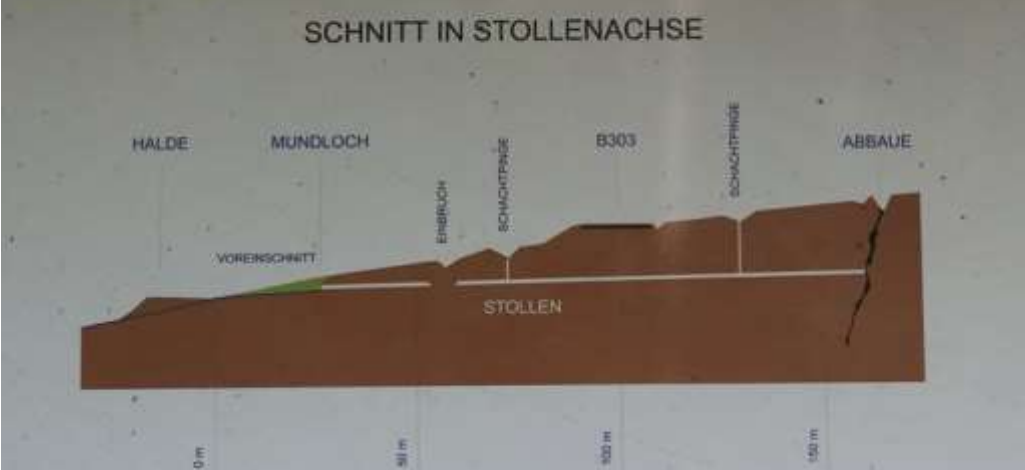 SCHNITT IN STOLLENACHSE
HALDE
MUNDLOCH
EINBRUCH
SCHACHTPINGE
B303
SCHACHTPINGE
ABBAUE
VOREINSCHNITT
STOLLEN
0 m
50 m
100 m
150 m